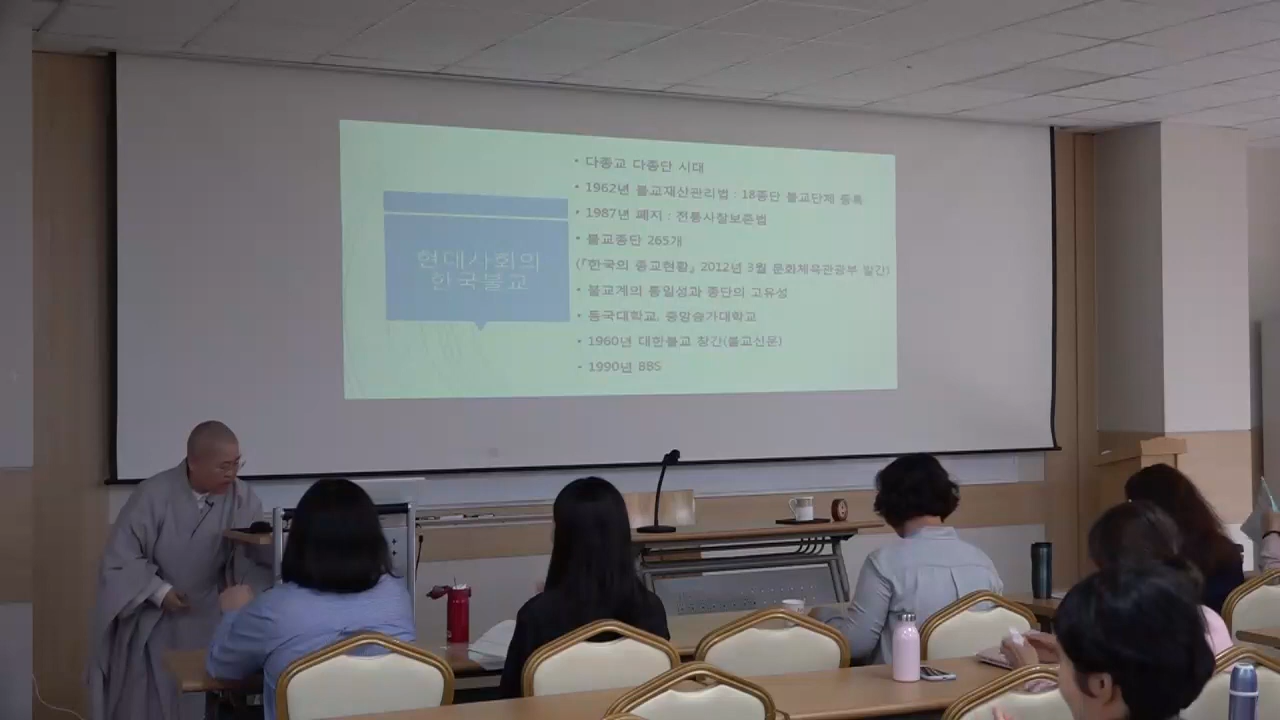 현대사회의
한국불교
• 다종교 다종단 시대
• 1962년 불교재산관리법 : 18종단 불교단체 등록
• 1987년 폐지 : 전통사찰보존법
• 불교종단 265개
(『한국의 종교현황』 2012년 3월 문화체육관광부 발간)
• 불교계의 통일성과 종단의 고유성
• 동국대학교, 중앙승가대학교
• 1960년 대한불교 창간(불교신문)
• 1990년 BBS